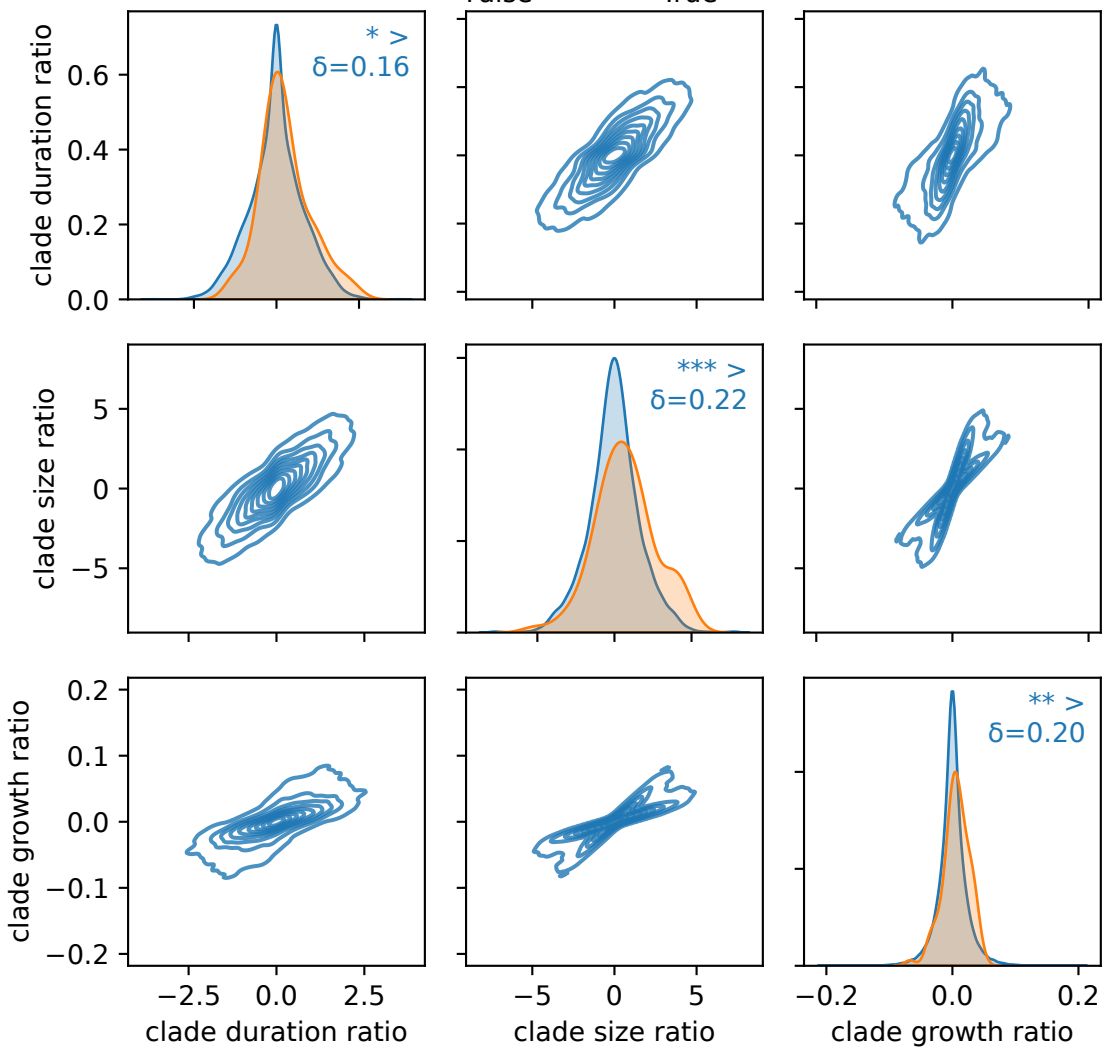 False True
clade duration ratio
0.6
0.4
0.2
0.0
* >
δ=0.16
clade size ratio
5
0
−5
*** >
δ=0.22
clade growth ratio
0.2
0.1
0.0
−0.1
−0.2
** >
δ=0.20
−2.5 0.0 2.5
−5 0 5
−0.2 0.0 0.2
clade duration ratio
clade size ratio
clade growth ratio